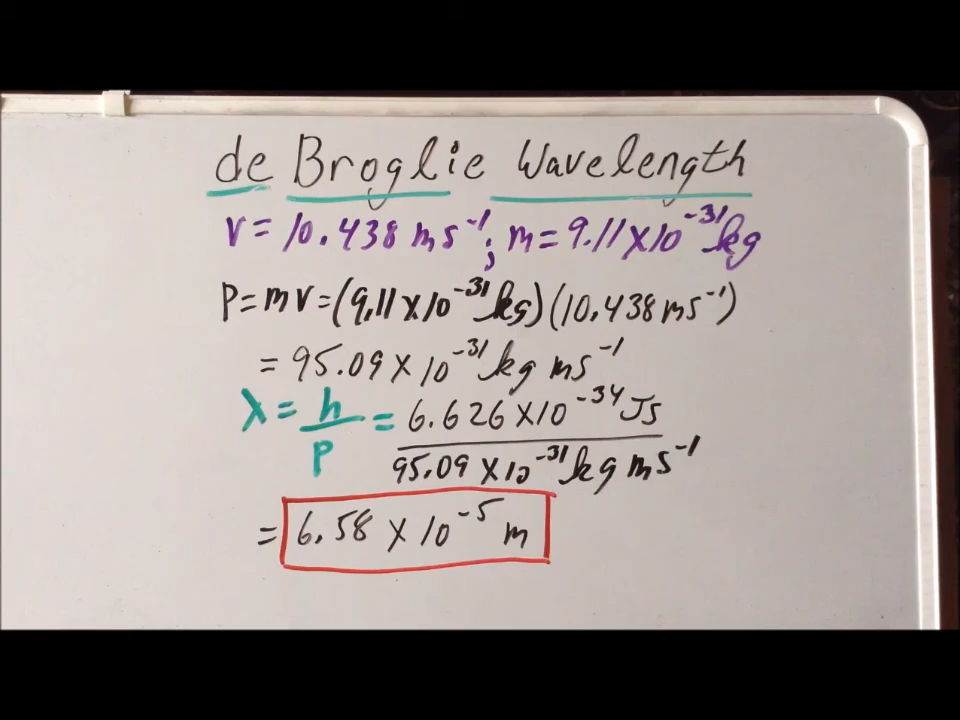 de Broglie Wavelength
v = 10.438 ms⁻¹; m = 9.11 × 10⁻³¹ kg
P = mv = (9.11 × 10⁻³¹ kg)(10.438 ms⁻¹)
= 95.09 × 10⁻³¹ kg ms⁻¹
λ = h/p = 6.626 × 10⁻³⁴ Js / 95.09 × 10⁻³¹ kg ms⁻¹
= 6.58 × 10⁻⁵ m